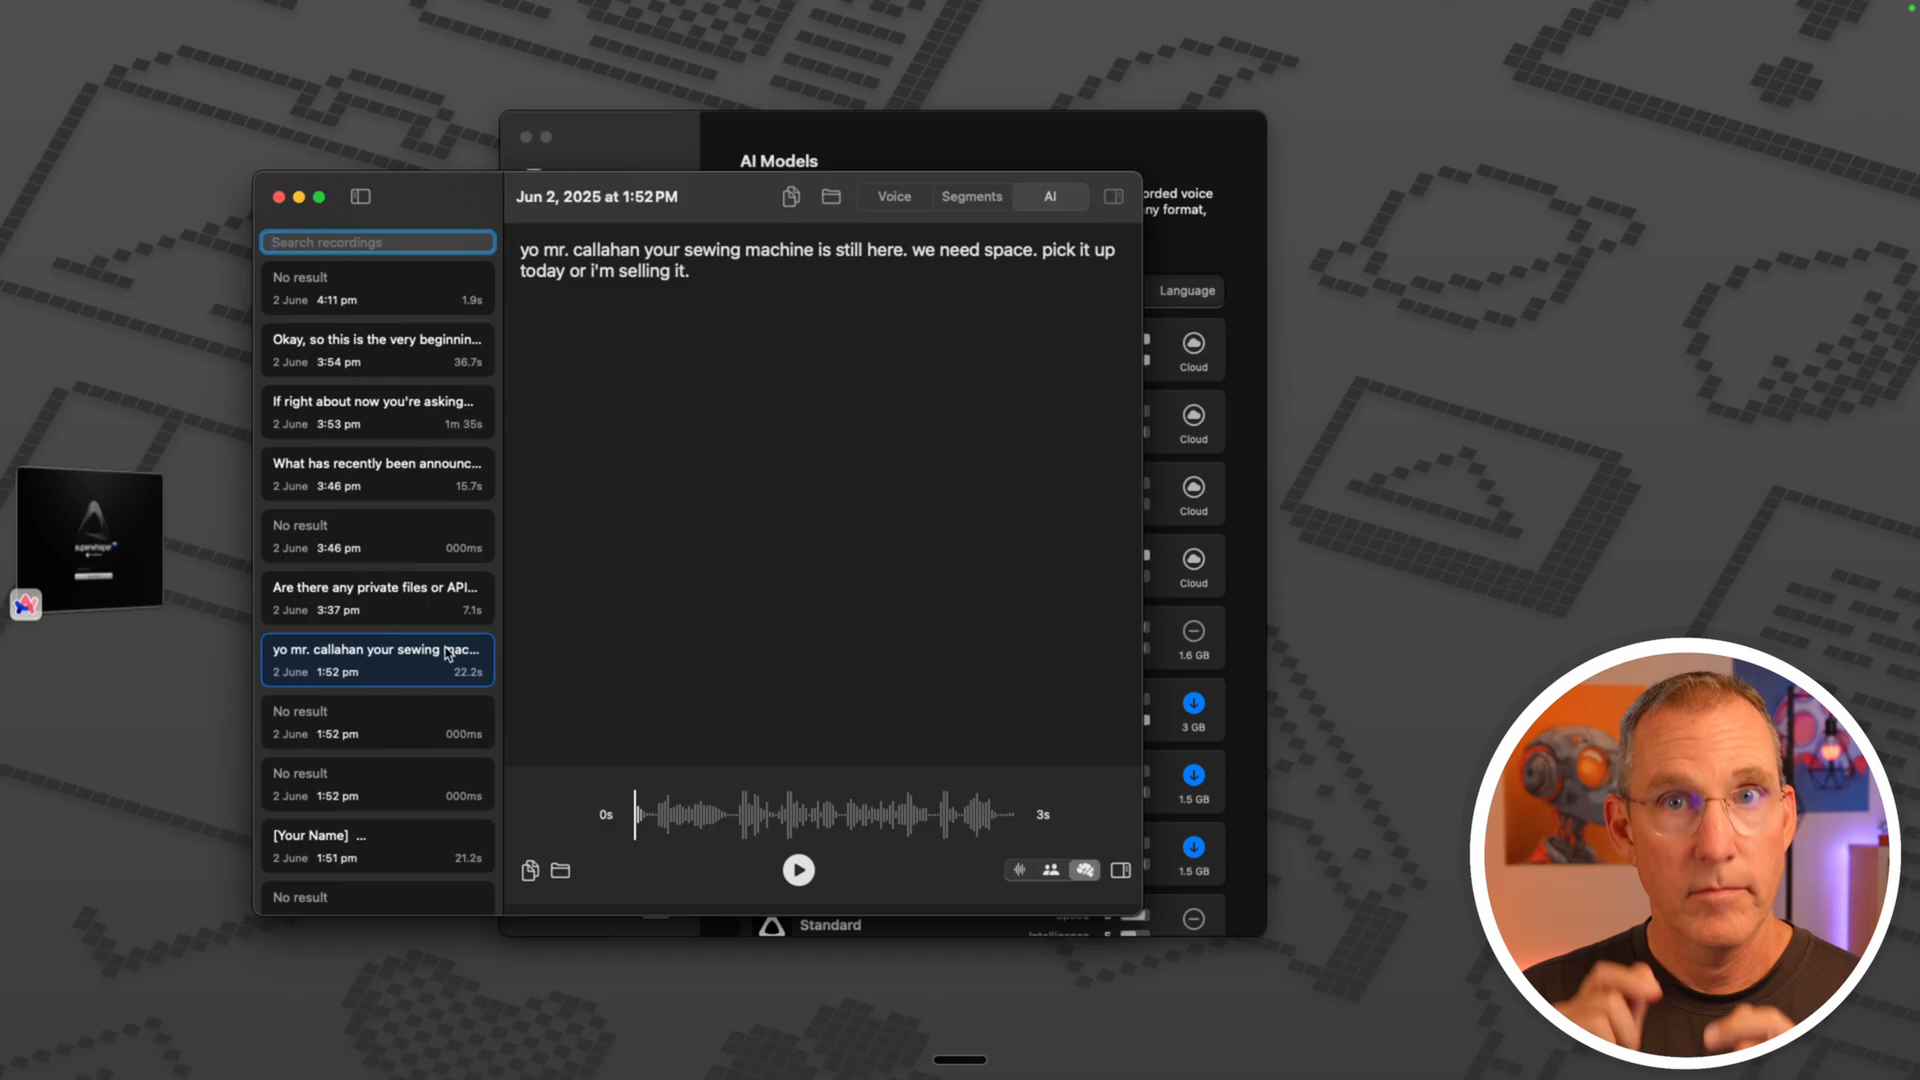 AI Models
orded voice
ny format,
Language
Cloud
Cloud
Cloud
Cloud
1.6 GB
3 GB
1.5 GB
1.5 GB
Standard
Jun 2, 2025 at 1:52 PM
Voice
Segments
AI
Search recordings
No result
2 June 4:11 pm 1.9s
Okay, so this is the very beginnin...
2 June 3:54 pm 36.7s
If right about now you're asking...
2 June 3:53 pm 1m 35s
What has recently been announc...
2 June 3:46 pm 15.7s
No result
2 June 3:46 pm 000ms
Are there any private files or API...
2 June 3:37 pm 7.1s
yo mr. callahan your sewing mac...
2 June 1:52 pm 22.2s
No result
2 June 1:52 pm 000ms
No result
2 June 1:52 pm 000ms
[Your Name] ...
2 June 1:51 pm 21.2s
No result
yo mr. callahan your sewing machine is still here. we need space. pick it up
today or i'm selling it.
0s
3s
superwhisper